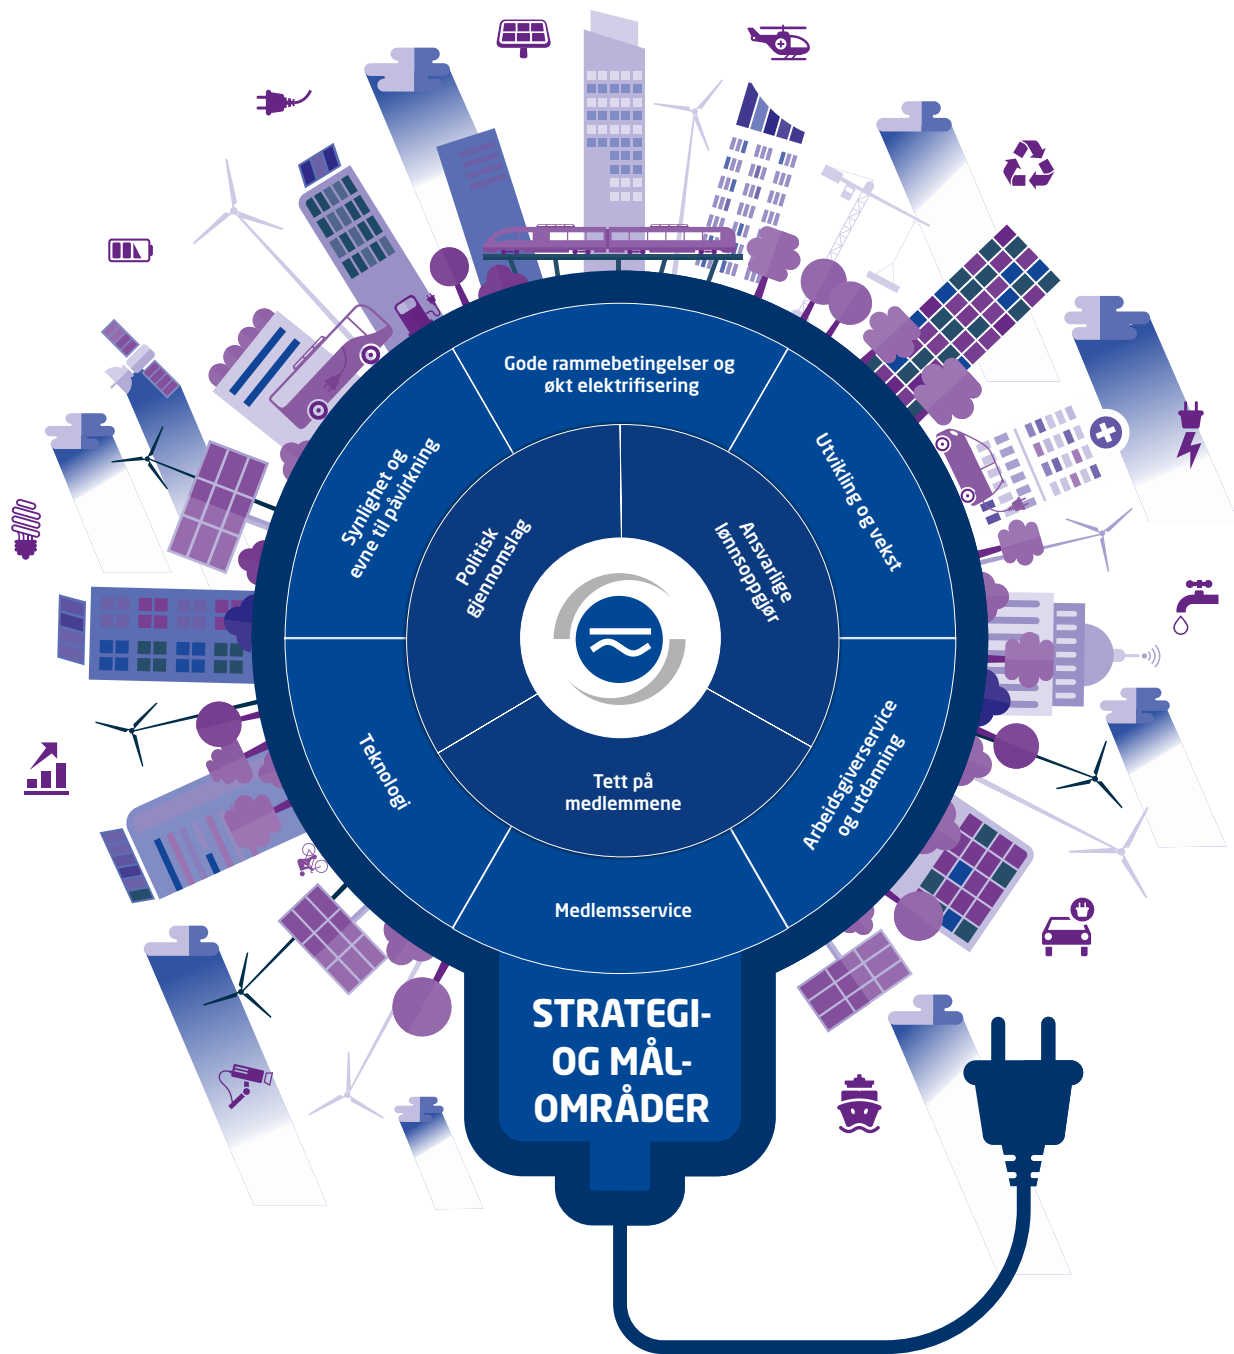 Gode rammebetingelser og
økt elektrifisering
Synlighet og
evne til påvirkning
Utvikling og vekst
Politisk
gjennomslag
Ansvarlige
lønnsoppgjør
Teknologi
Tett på
medlemmene
Arbeidsgiverservice
og utdanning
Medlemsservice
STRATEGI-
OG MÅL-
OMRÅDER